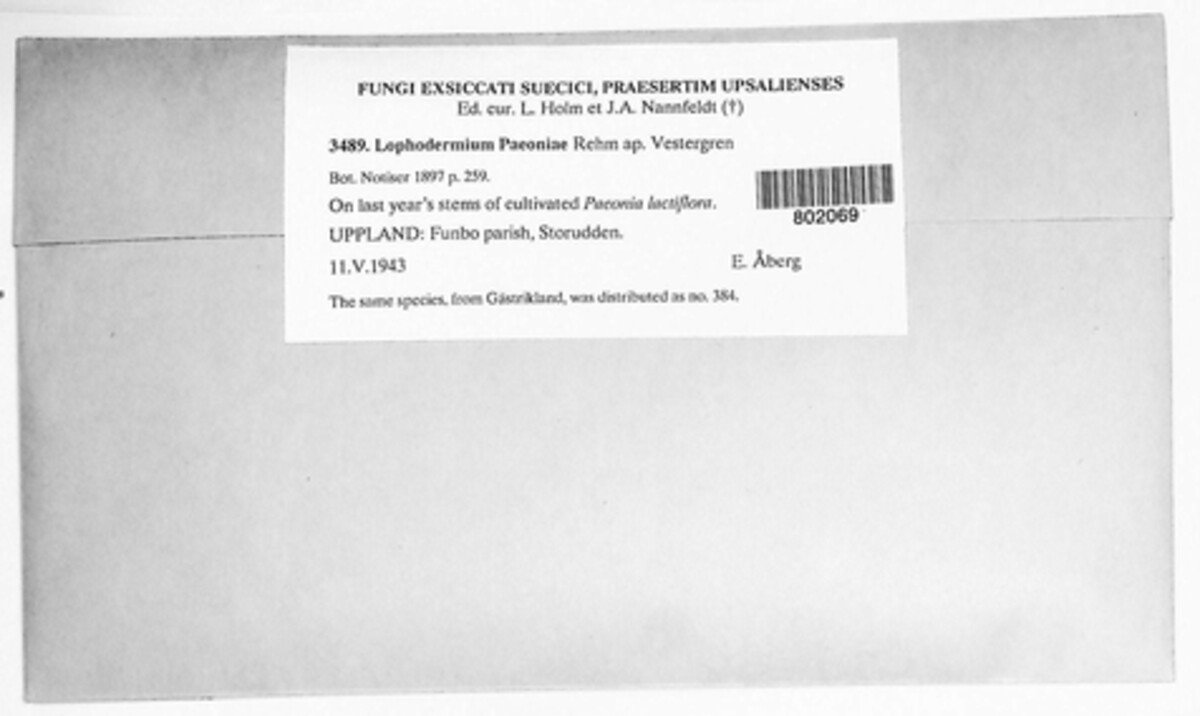 FUNGI EXSICCATI SUECICI, PRAESERTIM UPSALIENSES
Ed. cur. L. Holm et J.A. Nannfeldt (†)
3489. Lophodermium Paeoniae Rehm ap. Vestergren
Bot. Notiser 1897 p. 259.
On last year's stems of cultivated Paeonia lactiflora.
802069
UPPLAND: Funbo parish, Storudden.
11.V.1943 E. Åberg
The same species, from Gästrikland, was distributed as no. 384.